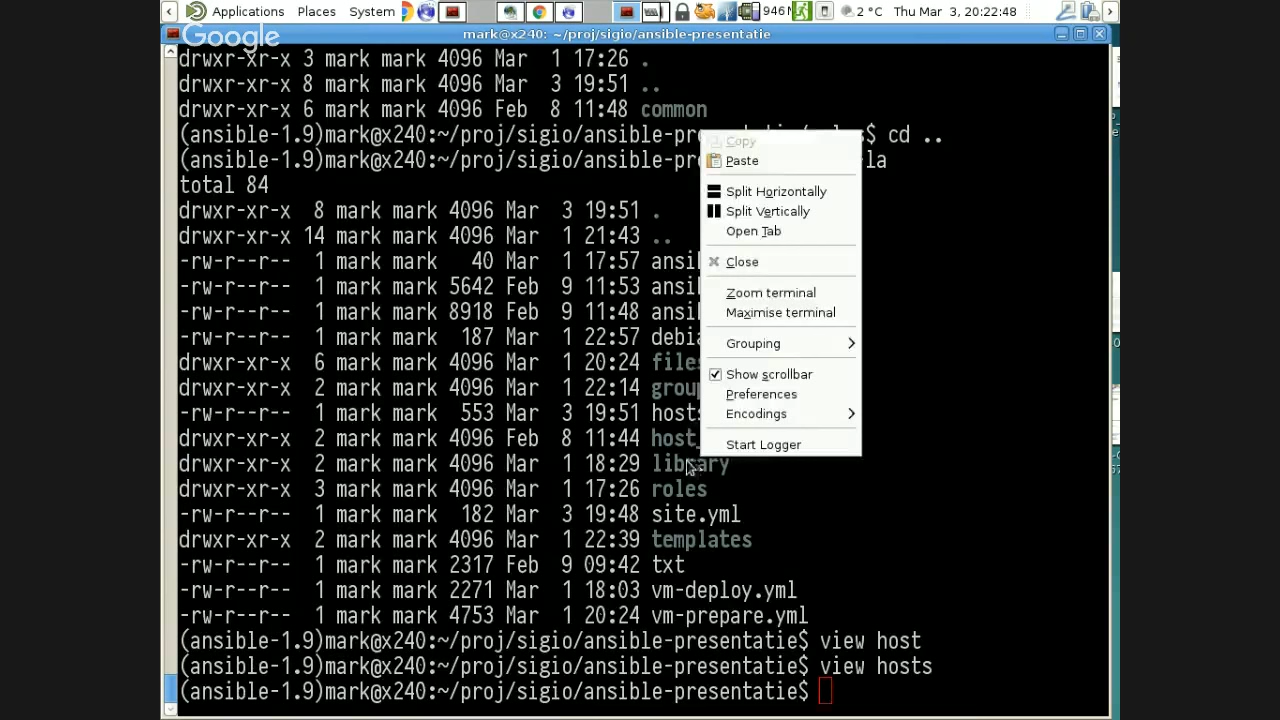 Applications Places System 946 2 °C Thu Mar 3, 20:22:48
Google
mark@x240: ~/proj/sigio/ansible-presentatie
drwxr-xr-x 3 mark mark 4096 Mar 1 17:26 .
drwxr-xr-x 8 mark mark 4096 Mar 3 19:51 ..
drwxr-xr-x 6 mark mark 4096 Feb 8 11:48 common
(ansible-1.9)mark@x240:~/proj/sigio/ansible-pre $ cd ..
(ansible-1.9)mark@x240:~/proj/sigio/ansible-pre la
total 84
drwxr-xr-x 8 mark mark 4096 Mar 3 19:51 .
drwxr-xr-x 14 mark mark 4096 Mar 1 21:43 ..
-rw-r--r-- 1 mark mark 40 Mar 1 17:57 ansi
-rw-r--r-- 1 mark mark 5642 Feb 9 11:53 ansi
-rw-r--r-- 1 mark mark 8918 Feb 9 11:48 ansi
-rw-r--r-- 1 mark mark 187 Mar 1 22:57 debi
drwxr-xr-x 6 mark mark 4096 Mar 1 20:24 files
drwxr-xr-x 2 mark mark 4096 Mar 1 22:14 grou
-rw-r--r-- 1 mark mark 553 Mar 3 19:51 hosts
drwxr-xr-x 2 mark mark 4096 Feb 8 11:44 host_
drwxr-xr-x 2 mark mark 4096 Mar 1 18:29 library
drwxr-xr-x 3 mark mark 4096 Mar 1 17:26 roles
-rw-r--r-- 1 mark mark 182 Mar 3 19:48 site.yml
drwxr-xr-x 2 mark mark 4096 Mar 1 22:39 templates
-rw-r--r-- 1 mark mark 2317 Feb 9 09:42 txt
-rw-r--r-- 1 mark mark 2271 Mar 1 18:03 vm-deploy.yml
-rw-r--r-- 1 mark mark 4753 Mar 1 20:24 vm-prepare.yml
(ansible-1.9)mark@x240:~/proj/sigio/ansible-presentatie$ view host
(ansible-1.9)mark@x240:~/proj/sigio/ansible-presentatie$ view hosts
(ansible-1.9)mark@x240:~/proj/sigio/ansible-presentatie$
Copy
Paste
Split Horizontally
Split Vertically
Open Tab
Close
Zoom terminal
Maximise terminal
Grouping
Show scrollbar
Preferences
Encodings
Start Logger